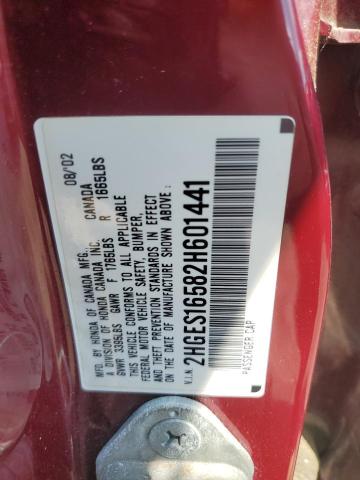 MFG. BY: HONDA OF CANADA MFG. CANADA 08/02
A DIVISION OF HONDA CANADA INC.
GVWR 3395LBS GAWR F 1765LBS R 1665LBS
THIS VEHICLE CONFORMS TO ALL APPLICABLE
FEDERAL MOTOR VEHICLE SAFETY, BUMPER,
AND THEFT PREVENTION STANDARDS IN EFFECT
ON THE DATE OF MANUFACTURE SHOWN ABOVE.
V.I.N: 2HGES16582H601441
PASSENGER CAR